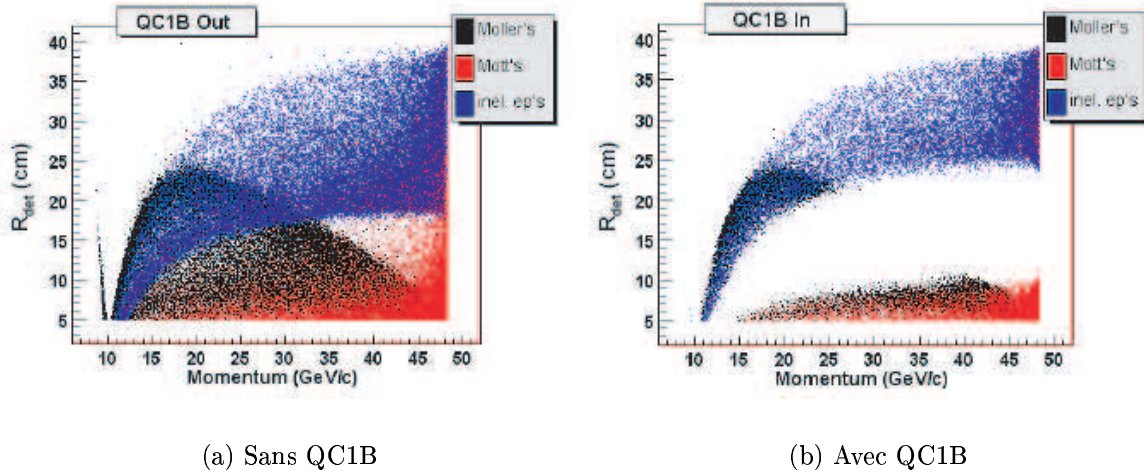 QC1B Out
Moller's
Mott's
inel. ep's
R_det (cm)
40
35
30
25
20
15
10
5
10 15 20 25 30 35 40 45 50
Momentum (GeV/c)
(a) Sans QC1B
QC1B In
Moller's
Mott's
inel. ep's
R_det (cm)
40
35
30
25
20
15
10
5
10 15 20 25 30 35 40 45 50
Momentum (GeV/c)
(b) Avec QC1B